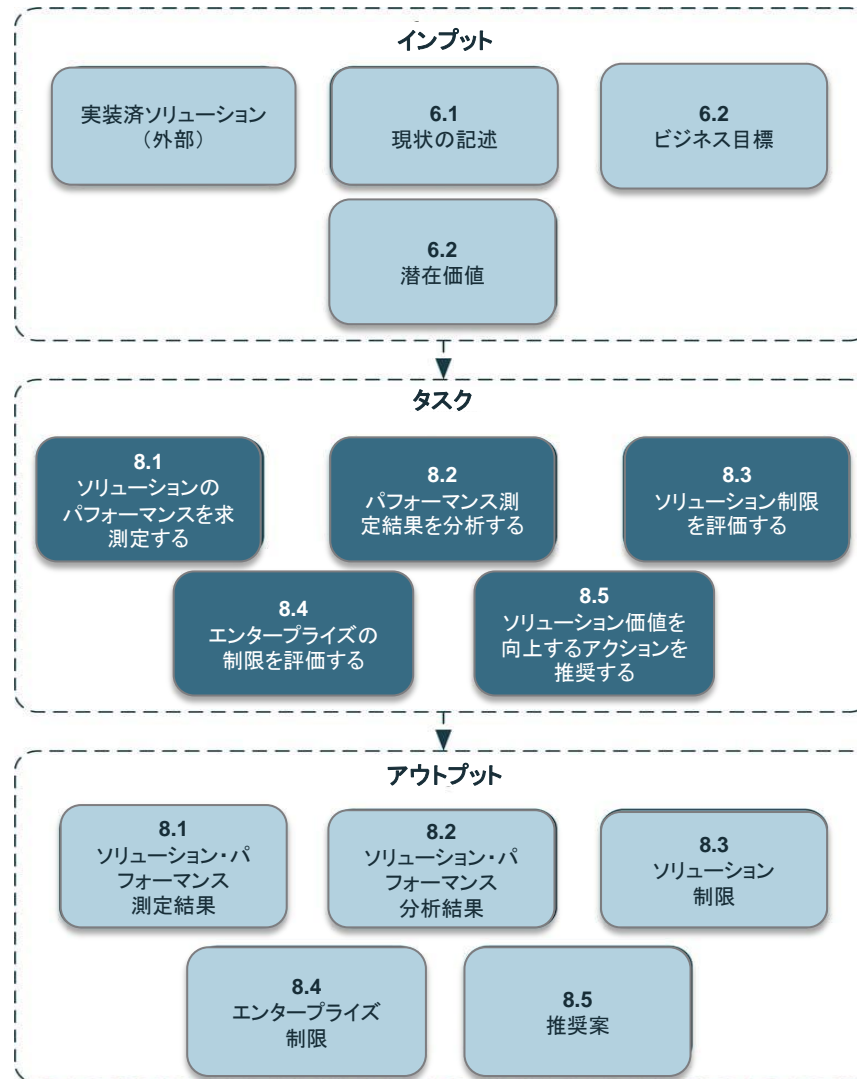 インプット
実装済ソリューション
（外部）
6.1
現状の記述
6.2
ビジネス目標
6.2
潜在価値
タスク
8.1
ソリューションの
パフォーマンスを求
測定する
8.2
パフォーマンス測
定結果を分析する
8.3
ソリューション制限
を評価する
8.4
エンタープライズの
制限を評価する
8.5
ソリューション価値を
向上するアクションを
推奨する
アウトプット
8.1
ソリューション・パ
フォーマンス
測定結果
8.2
ソリューション・パ
フォーマンス
分析結果
8.3
ソリューション
制限
8.4
エンタープライズ
制限
8.5
推奨案